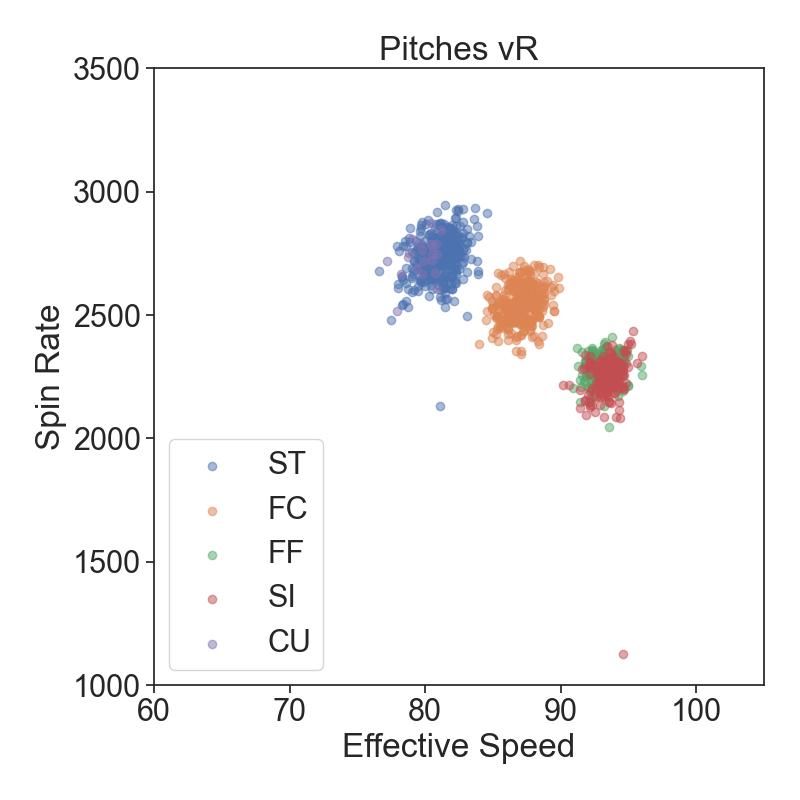 Pitches vR
3500
3000
2500
2000
1500
1000
Spin Rate
ST
FC
FF
SI
CU
60 70 80 90 100
Effective Speed